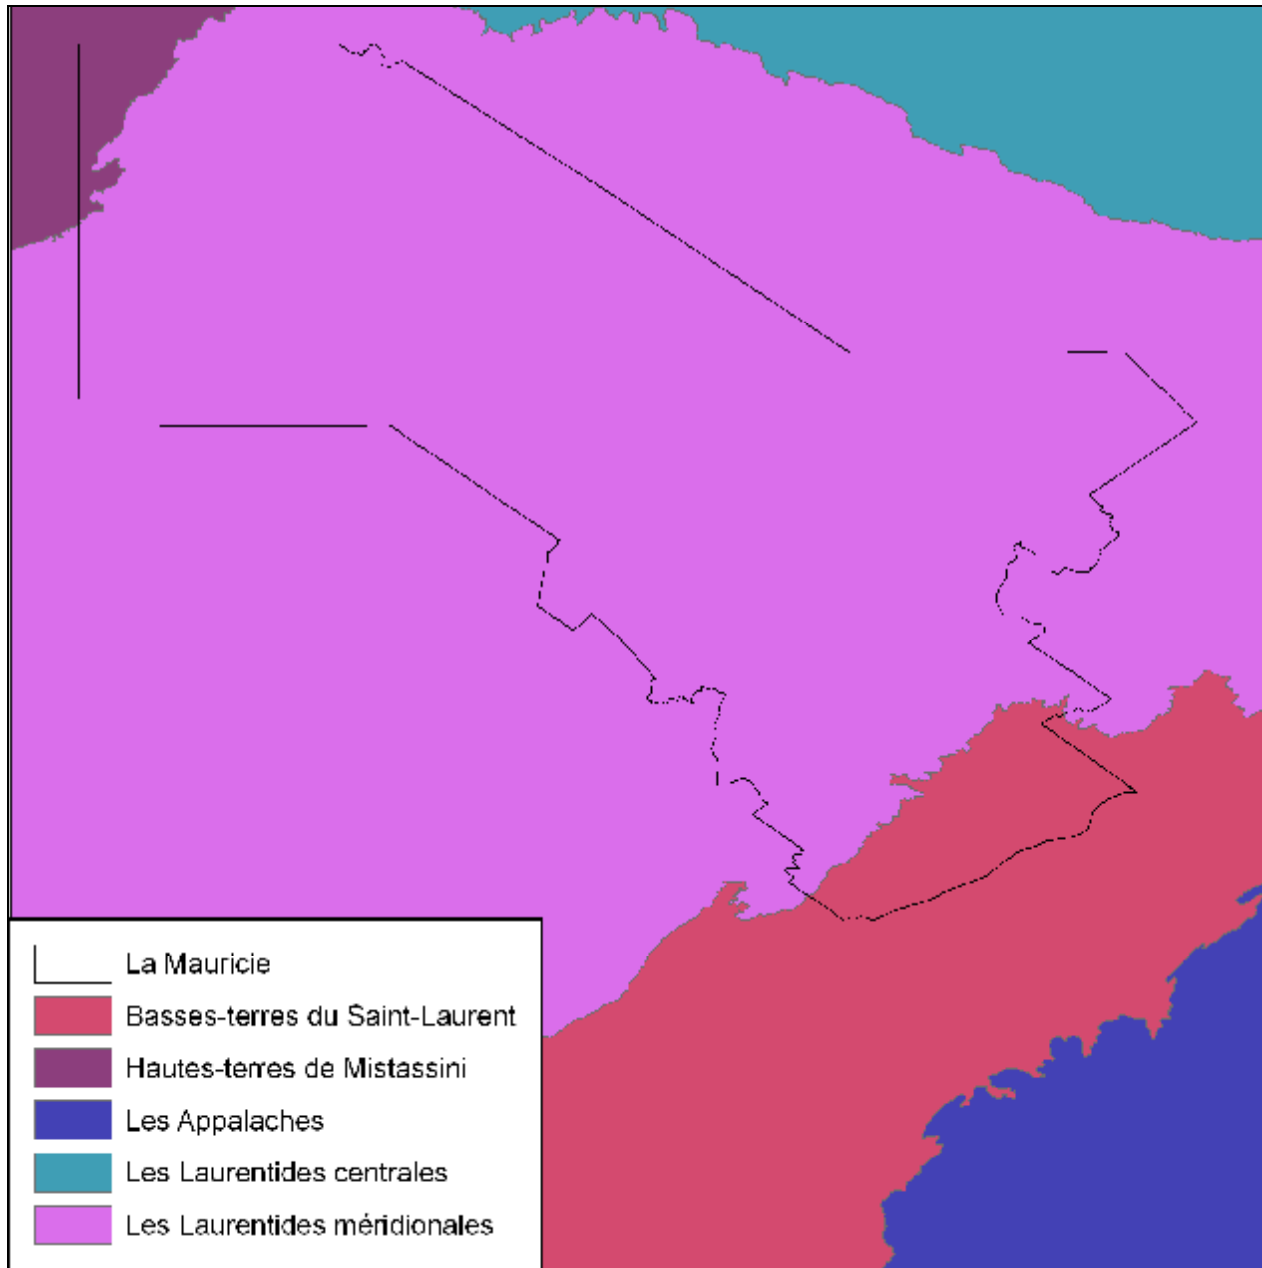 La Mauricie
Basses-terres du Saint-Laurent
Hautes-terres de Mistassini
Les Appalaches
Les Laurentides centrales
Les Laurentides méridionales